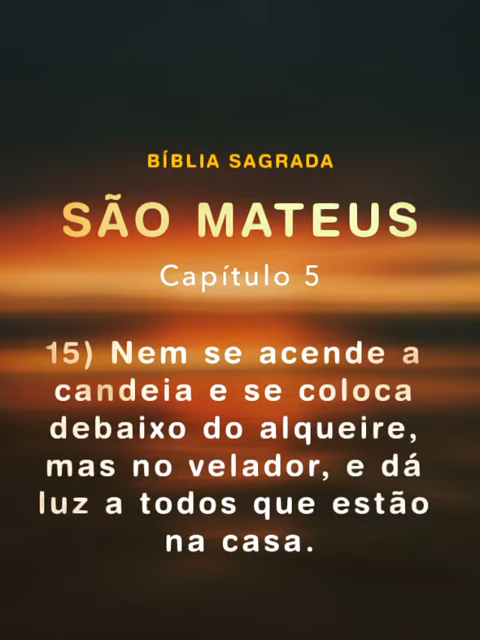 BÍBLIA SAGRADA
SÃO MATEUS
Capítulo 5
15) Nem se acende a
candeia e se coloca
debaixo do alqueire,
mas no velador, e dá
luz a todos que estão
na casa.